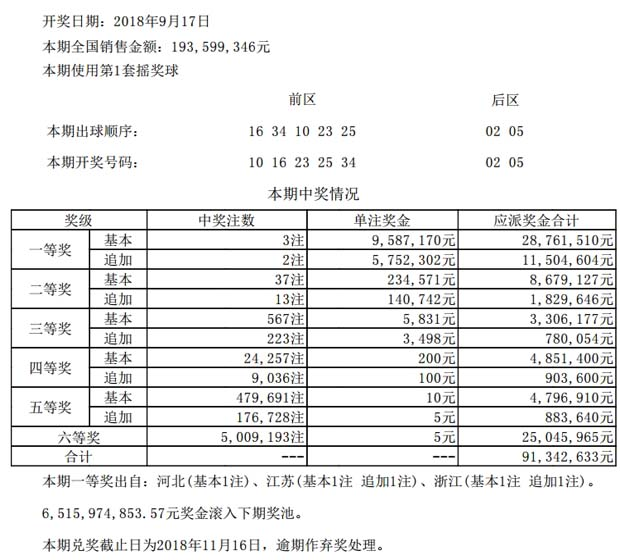 开奖日期：2018年9月17日
本期全国销售金额：193,599,346元
本期使用第1套摇奖球
前区 后区
本期出球顺序： 16 34 10 23 25 02 05
本期开奖号码： 10 16 23 25 34 02 05
本期中奖情况
奖级 中奖注数 单注奖金 应派奖金合计
一等奖 基本 3注 9,587,170元 28,761,510元
追加 2注 5,752,302元 11,504,604元
二等奖 基本 37注 234,571元 8,679,127元
追加 13注 140,742元 1,829,646元
三等奖 基本 567注 5,831元 3,306,177元
追加 223注 3,498元 780,054元
四等奖 基本 24,257注 200元 4,851,400元
追加 9,036注 100元 903,600元
五等奖 基本 479,691注 10元 4,796,910元
追加 176,728注 5元 883,640元
六等奖 5,009,193注 5元 25,045,965元
合计 --- --- 91,342,633元
本期一等奖出自：河北(基本1注)、江苏(基本1注 追加1注)、浙江(基本1注 追加1注)。
6,515,974,853.57元奖金滚入下期奖池。
本期兑奖截止日为2018年11月16日，逾期作弃奖处理。